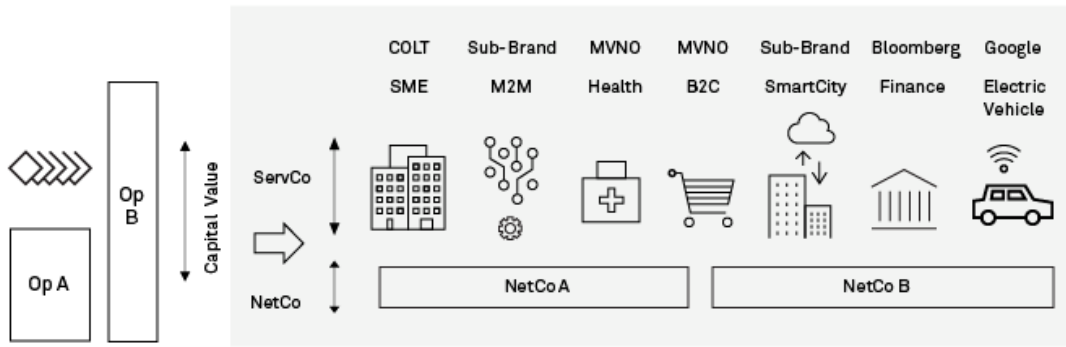 COLT Sub-Brand MVNO MVNO Sub-Brand Bloomberg Google
SME M2M Health B2C SmartCity Finance Electric
Vehicle
Op
B
Op A
Capital Value
ServCo
NetCo
NetCo A
NetCo B